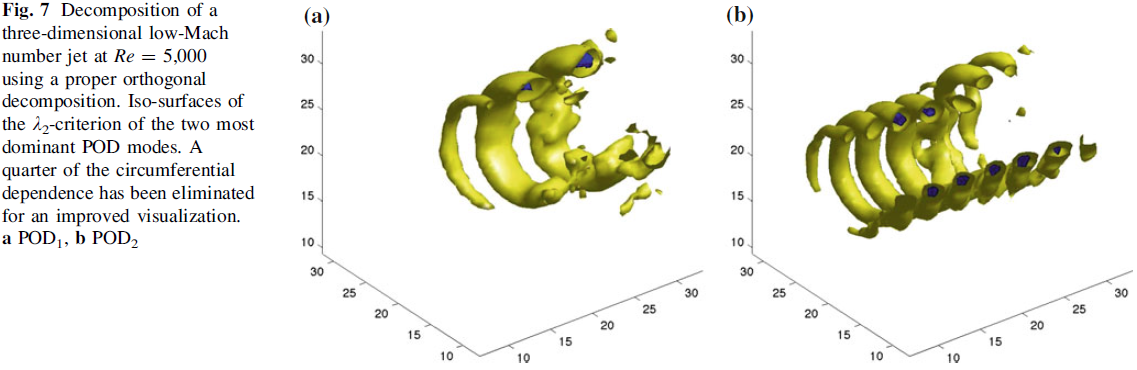 Fig. 7 Decomposition of a
three-dimensional low-Mach
number jet at Re = 5,000
using a proper orthogonal
decomposition. Iso-surfaces of
the λ₂-criterion of the two most
dominant POD modes. A
quarter of the circumferential
dependence has been eliminated
for an improved visualization.
a POD₁, b POD₂
(a)
30
25
20
15
10
30
25
20
15
10
10
15
20
25
30
(b)
30
25
20
15
10
30
25
20
15
10
10
15
20
25
30